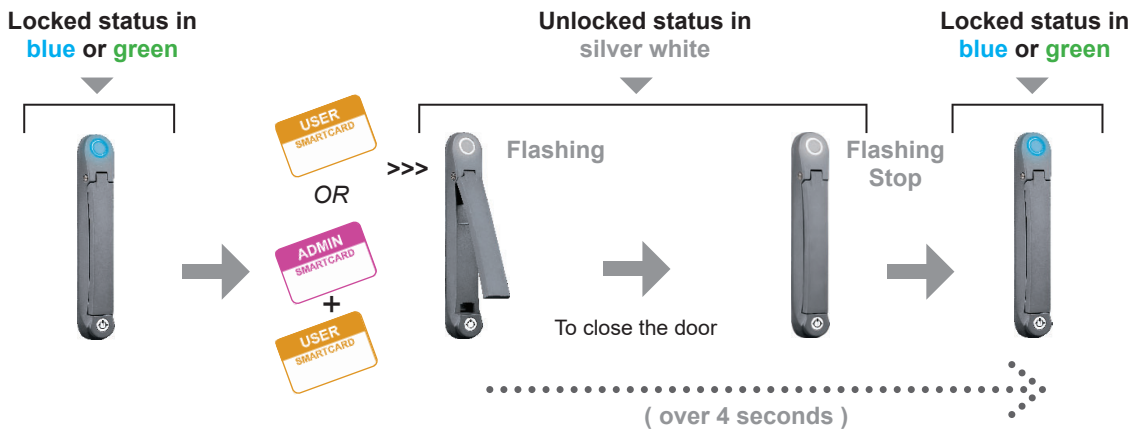 Locked status in
blue or green
Unlocked status in
silver white
Locked status in
blue or green
USER
SMARTCARD
OR
ADMIN
SMARTCARD
+
USER
SMARTCARD
>>>
Flashing
To close the door
Flashing
Stop
( over 4 seconds )